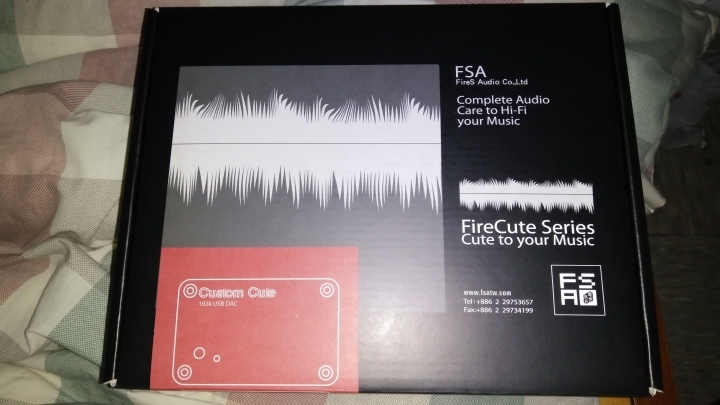 FSA
FireS Audio Co.,Ltd
Complete Audio
Care to Hi-Fi
your Music
FireCute Series
Cute to your Music
Custom Cute
192k USB DAC
www.fsatw.com
Tel:+886 2 29753657
Fax:+886 2 29734199
FS
A